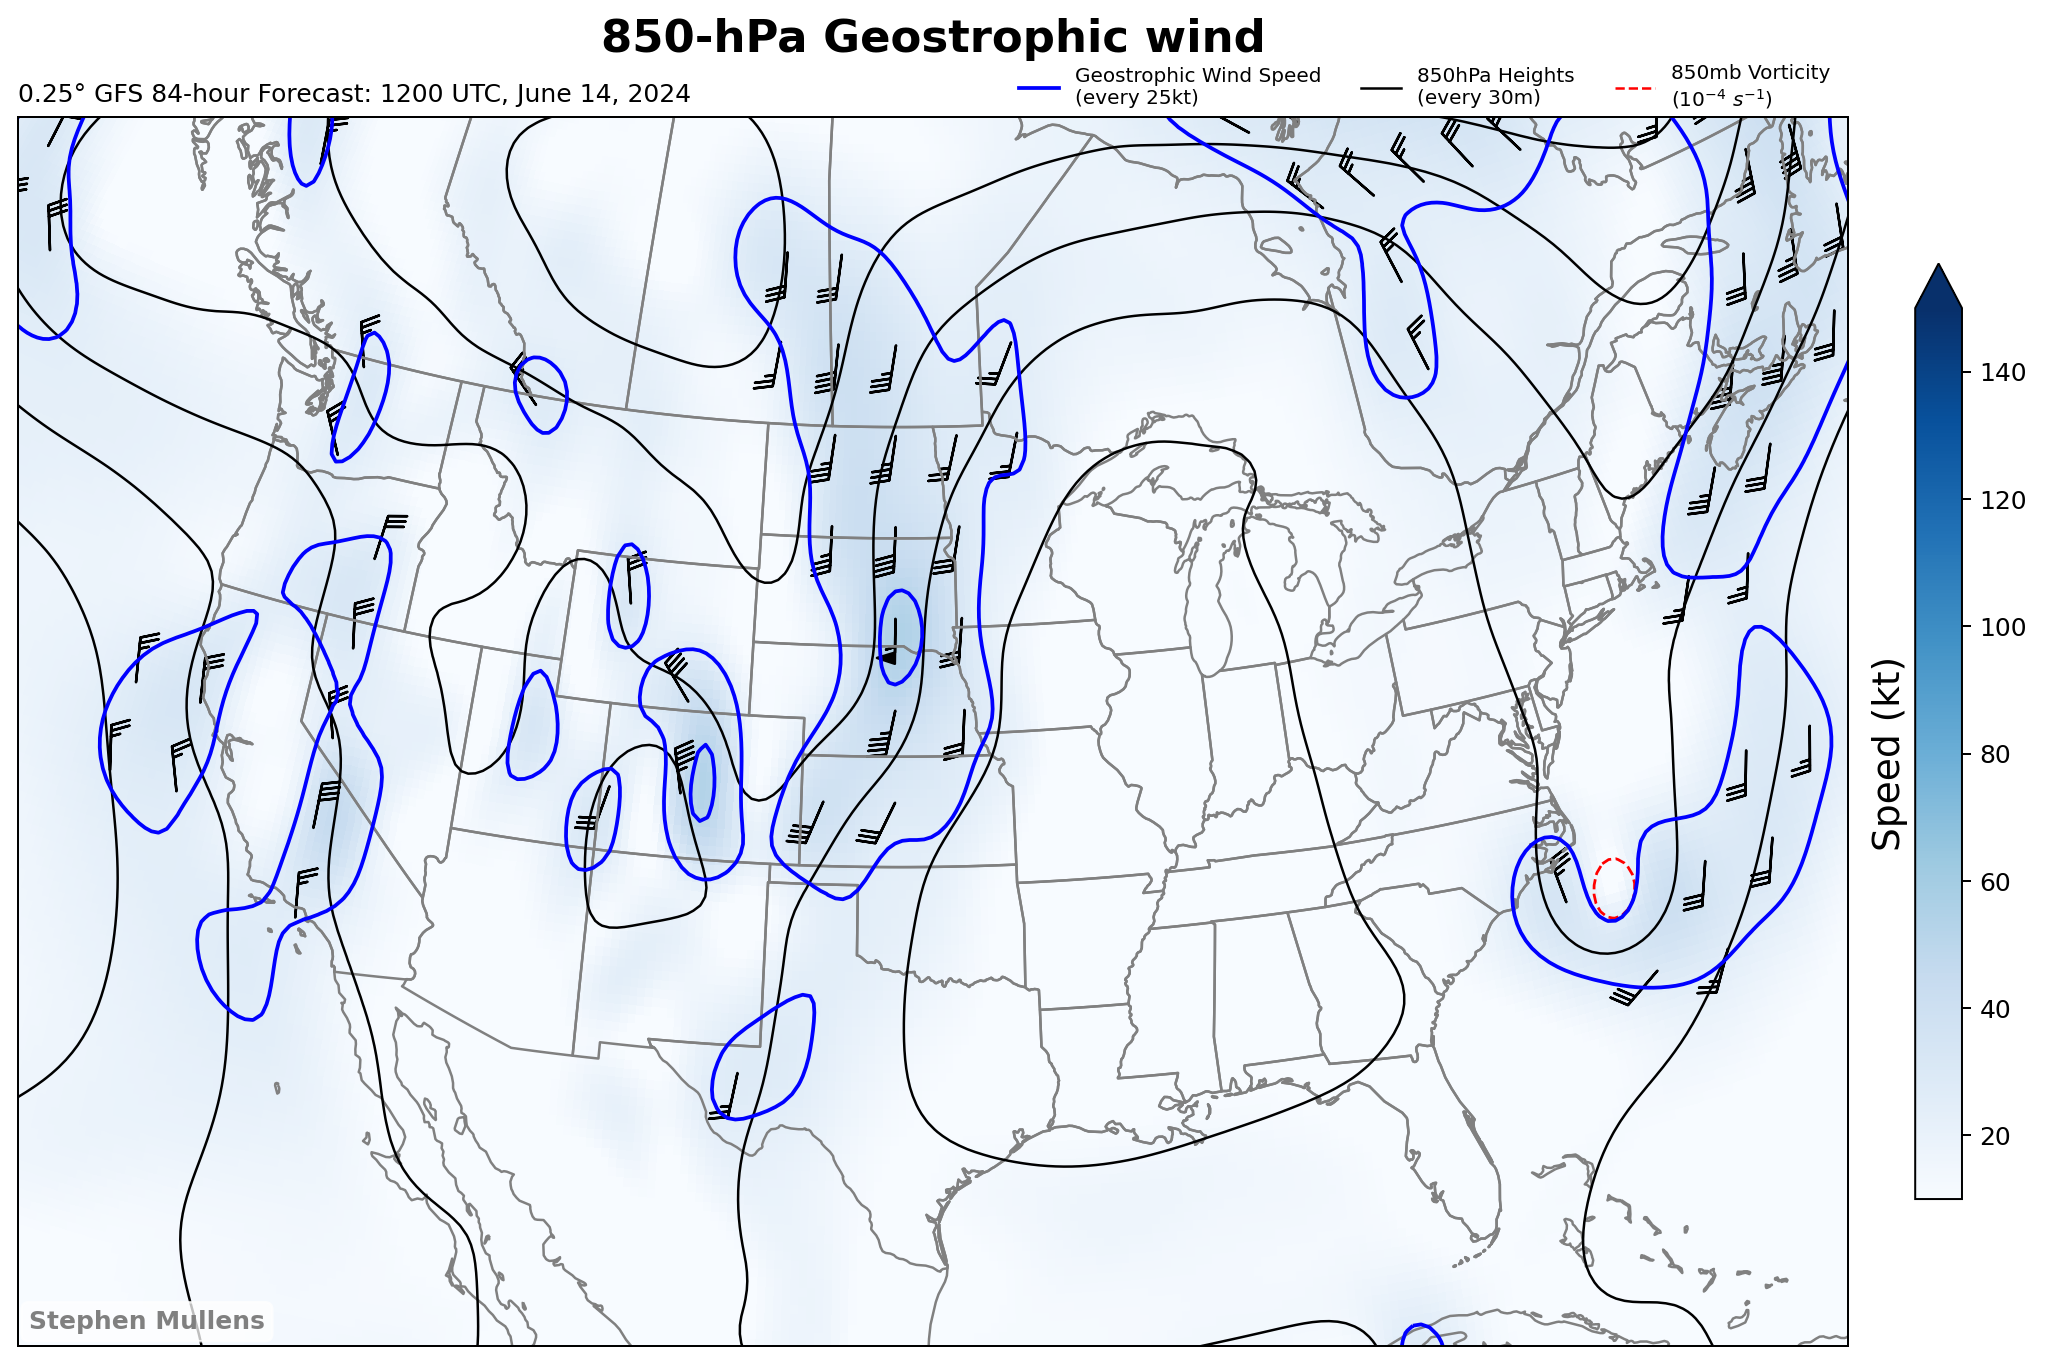 850-hPa Geostrophic wind
0.25° GFS 84-hour Forecast: 1200 UTC, June 14, 2024
Geostrophic Wind Speed
(every 25kt)
850hPa Heights
(every 30m)
850mb Vorticity
(10⁻⁴ s⁻¹)
140
120
100
80
60
40
20
Speed (kt)
Stephen Mullens